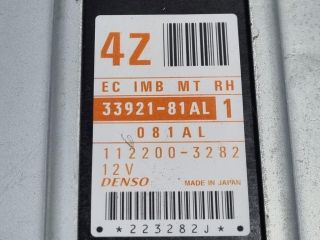 4Z
EC IMB MT RH
33921-81AL 1
081AL
112200-3282
12V
DENSO MADE IN JAPAN
*223282J*